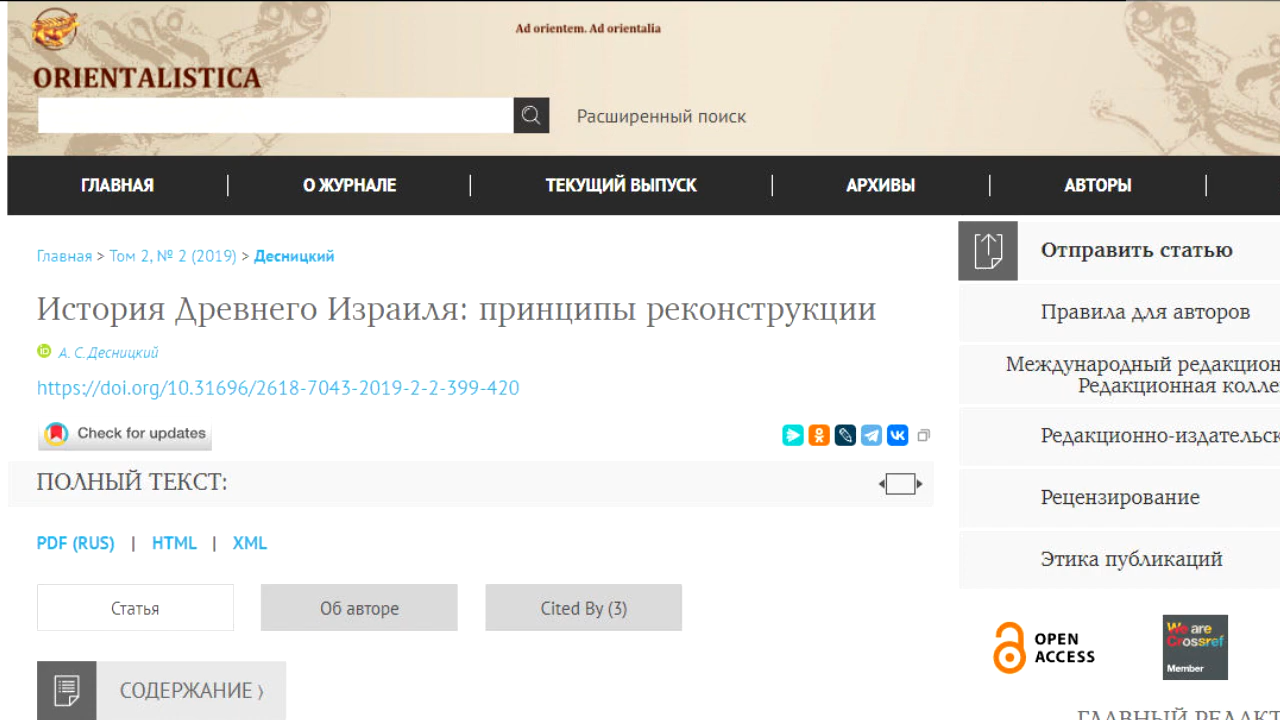 Ad orientem. Ad orientalia
ORIENTALISTICA
Расширенный поиск
ГЛАВНАЯ
О ЖУРНАЛЕ
ТЕКУЩИЙ ВЫПУСК
АРХИВЫ
АВТОРЫ
Главная > Том 2, № 2 (2019) > Десницкий
История Древнего Израиля: принципы реконструкции
iD А. С. Десницкий
https://doi.org/10.31696/2618-7043-2019-2-2-399-420
Check for updates
ПОЛНЫЙ ТЕКСТ:
PDF (RUS) | HTML | XML
Статья
Об авторе
Cited By (3)
СОДЕРЖАНИЕ ⟩
Отправить статью
Правила для авторов
Международный редакцион
Редакционная колле
Редакционно-издательск
Рецензирование
Этика публикаций
OPEN
ACCESS
We are
Crossref
Member
ГЛАВНЫЙ РЕДАКТ